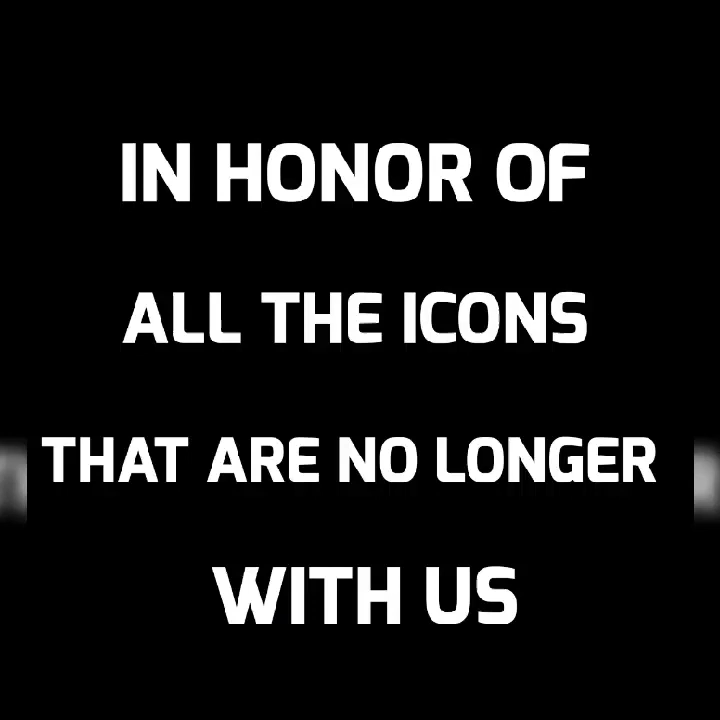 IN HONOR OF
ALL THE ICONS
THAT ARE NO LONGER
WITH US